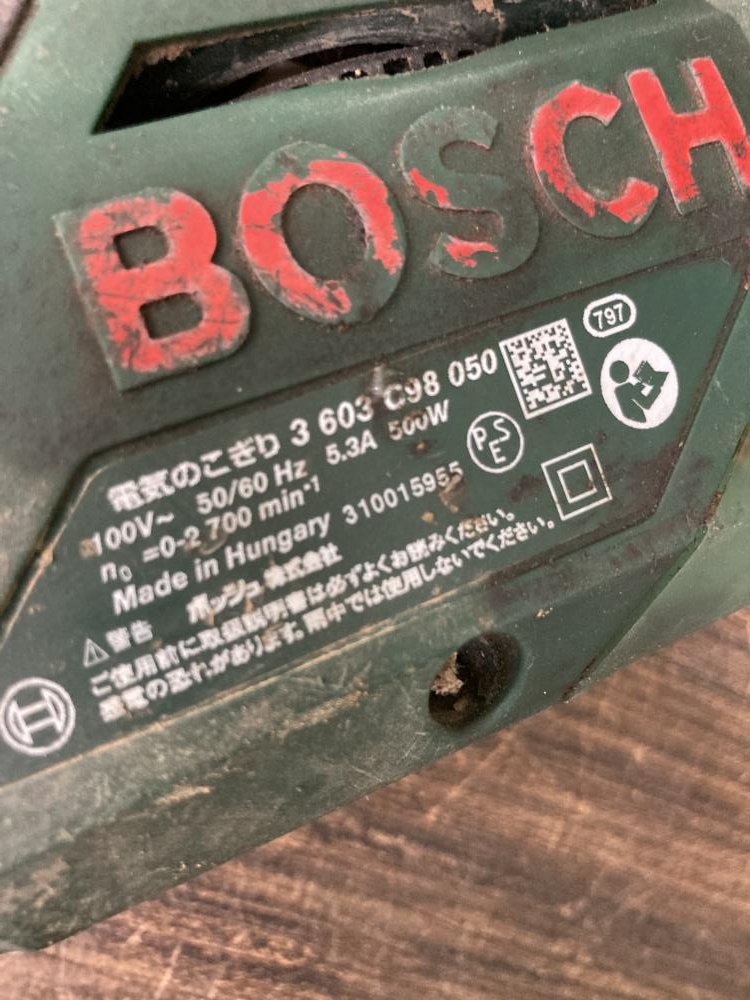 BOSCH
797
電気のこぎり 3 603 C98 050
100V~ 50/60 Hz 5.3A 500W
n₀ =0-2 700 min⁻¹
PSE
Made in Hungary 310015955
ボッシュ株式会社
⚠警告
ご使用前に取扱説明書は必ずよくお読みください。
感電の恐れがあります。雨中では使用しないでください。